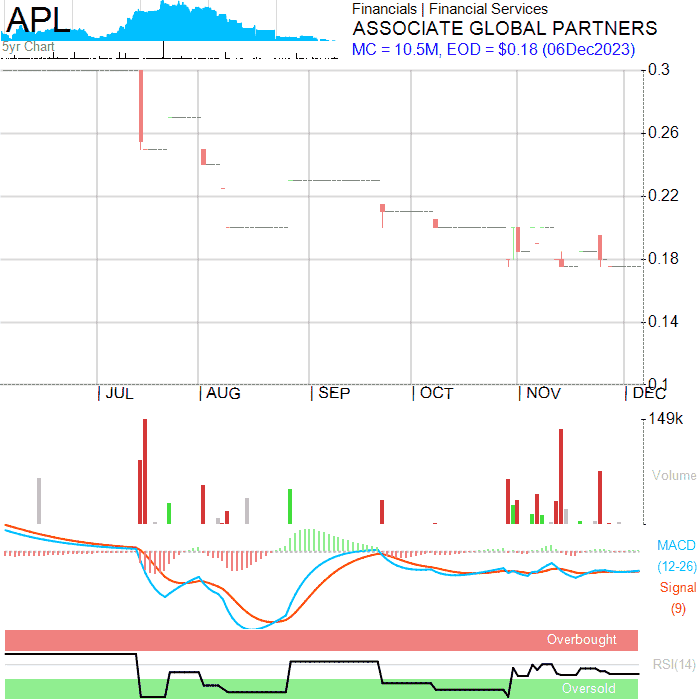 APL
5yr Chart
Financials | Financial Services
ASSOCIATE GLOBAL PARTNERS
MC = 10.5M, EOD = $0.18 (06Dec2023)
0.3
0.26
0.22
0.18
0.14
0.1
JUL AUG SEP OCT NOV DEC
149k
Volume
MACD
(12-26)
Signal
(9)
Overbought
RSI(14)
Oversold